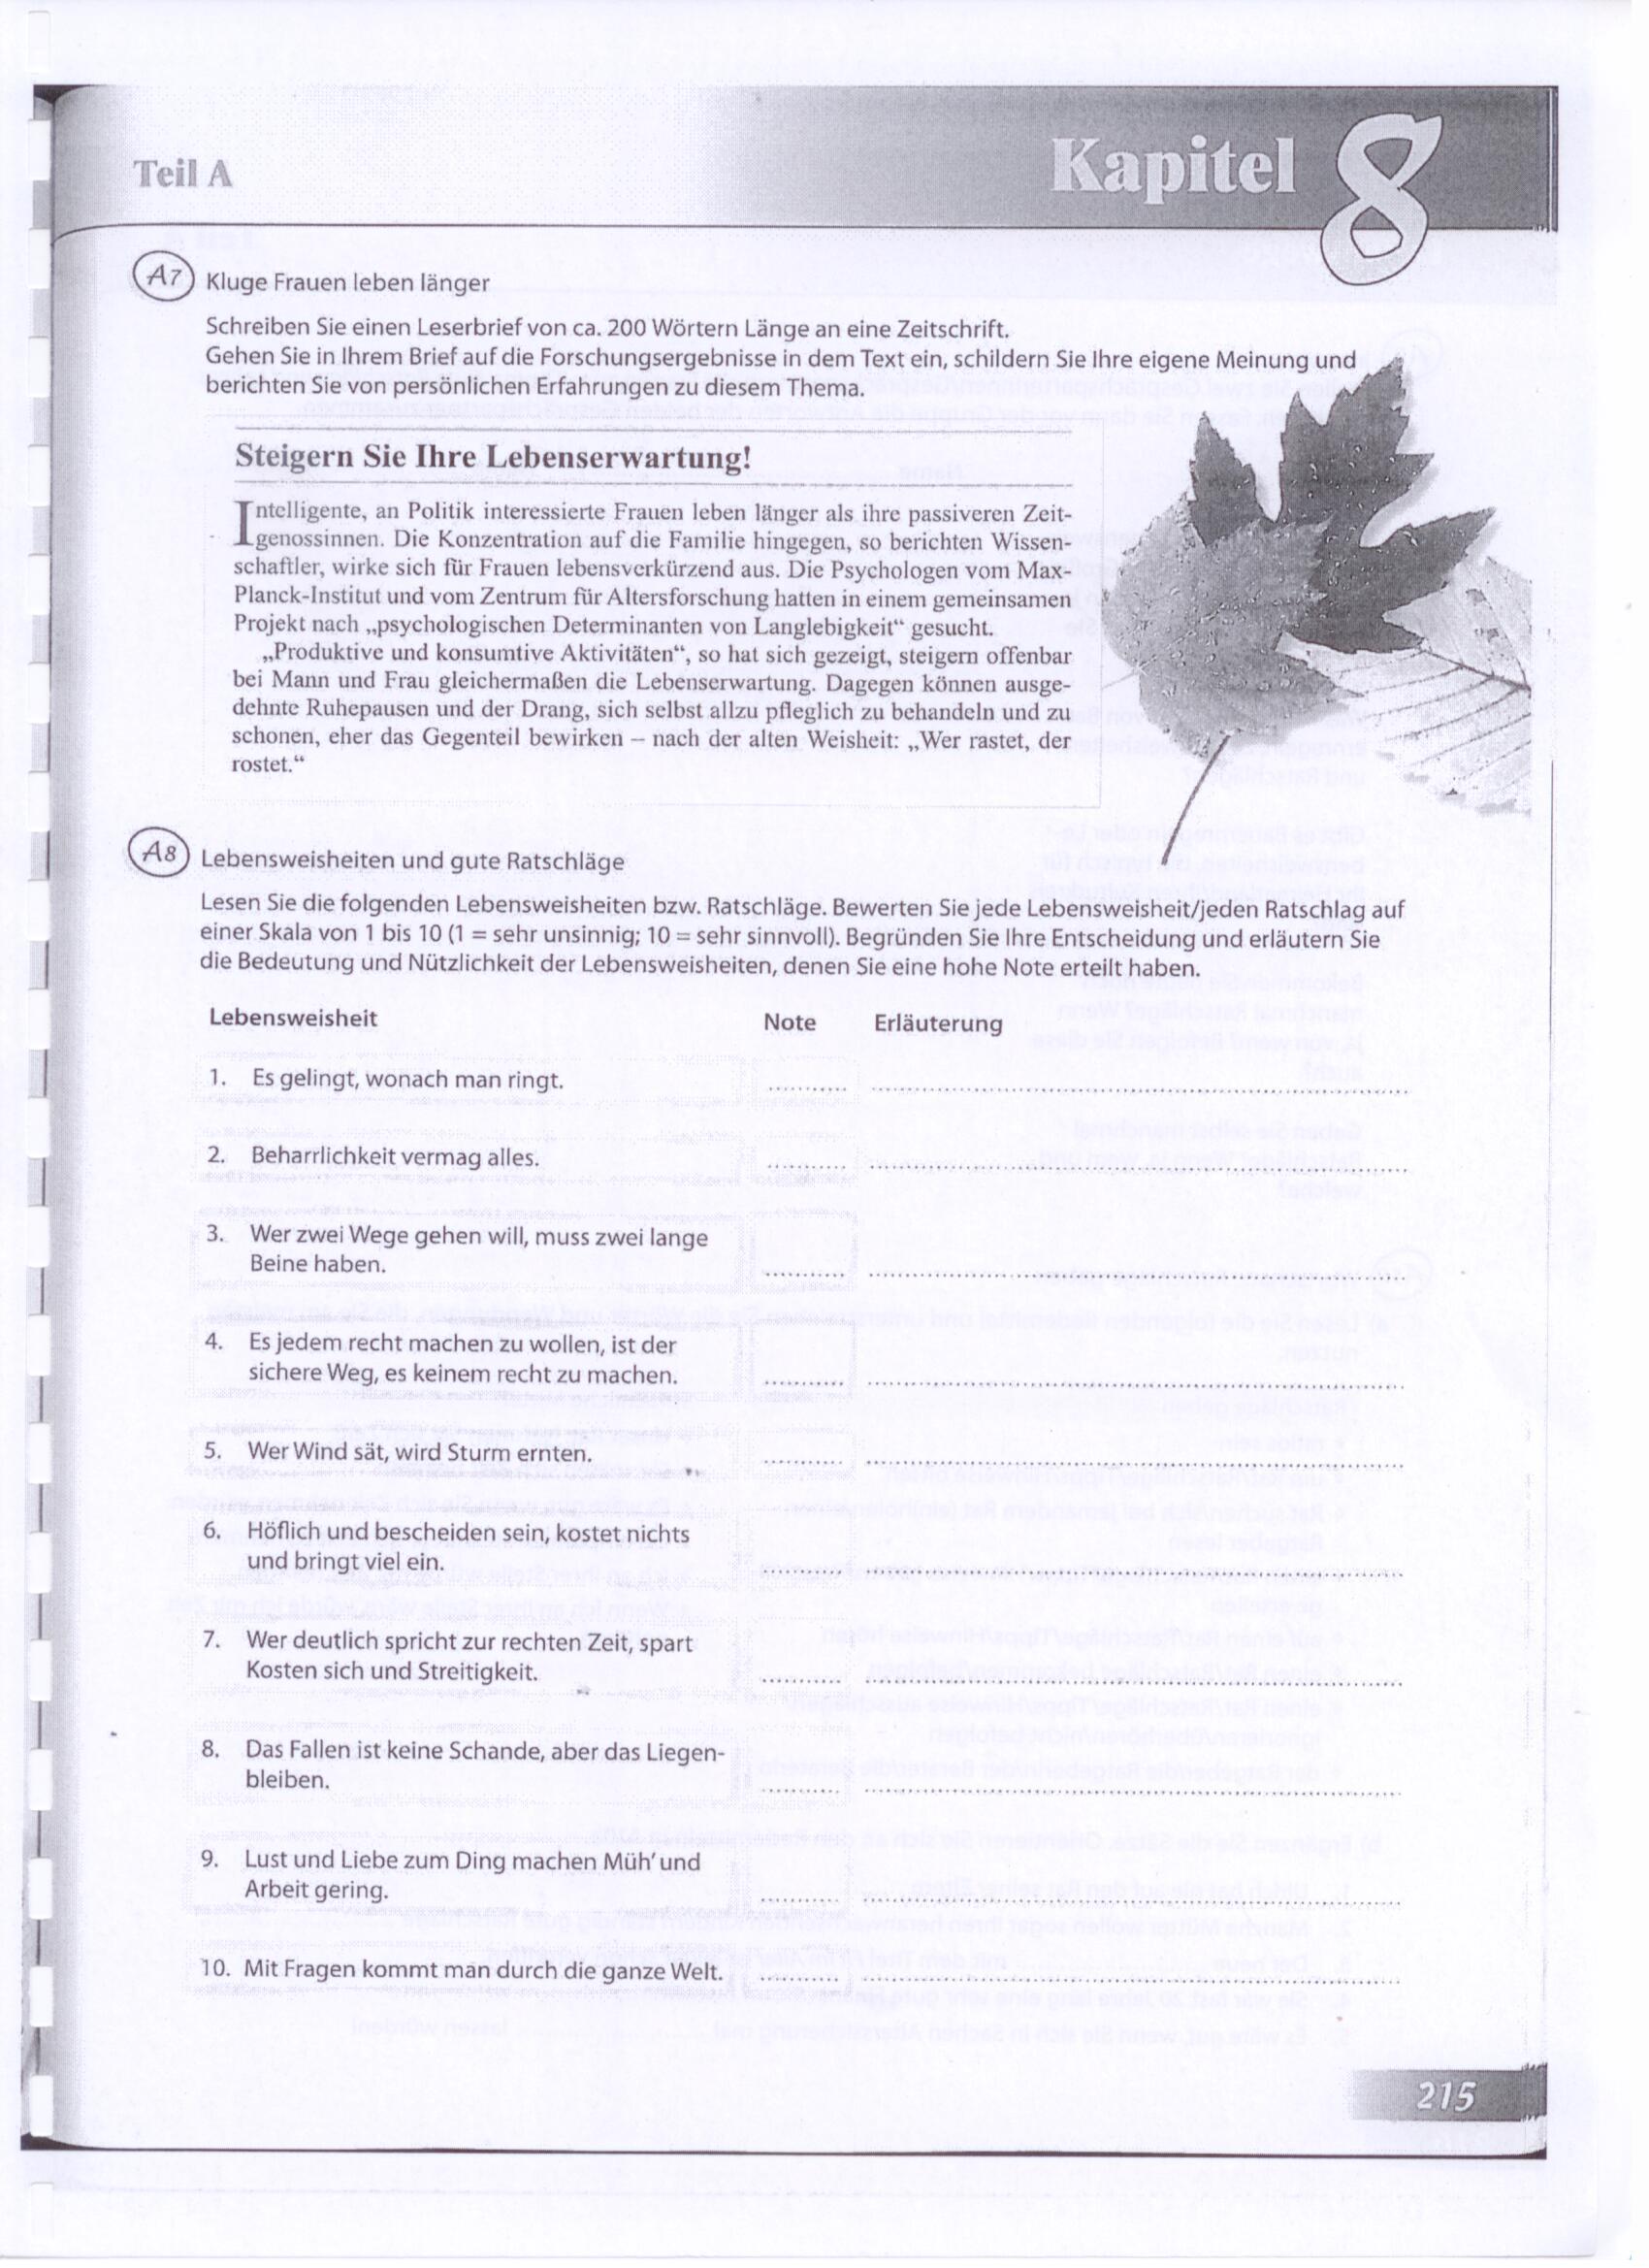 Teil A
Kapitel 8
A7 Kluge Frauen leben länger
Schreiben Sie einen Leserbrief von ca. 200 Wörtern Länge an eine Zeitschrift.
Gehen Sie in Ihrem Brief auf die Forschungsergebnisse in dem Text ein, schildern Sie Ihre eigene Meinung und
berichten Sie von persönlichen Erfahrungen zu diesem Thema.
Steigern Sie Ihre Lebenserwartung!
Intelligente, an Politik interessierte Frauen leben länger als ihre passiveren Zeit-
genossinnen. Die Konzentration auf die Familie hingegen, so berichten Wissen-
schaftler, wirke sich für Frauen lebensverkürzend aus. Die Psychologen vom Max-
Planck-Institut und vom Zentrum für Altersforschung hatten in einem gemeinsamen
Projekt nach „psychologischen Determinanten von Langlebigkeit“ gesucht.
„Produktive und konsumtive Aktivitäten“, so hat sich gezeigt, steigern offenbar
bei Mann und Frau gleichermaßen die Lebenserwartung. Dagegen können ausge-
dehnte Ruhepausen und der Drang, sich selbst allzu pfleglich zu behandeln und zu
schonen, eher das Gegenteil bewirken – nach der alten Weisheit: „Wer rastet, der
rostet.“
A8 Lebensweisheiten und gute Ratschläge
Lesen Sie die folgenden Lebensweisheiten bzw. Ratschläge. Bewerten Sie jede Lebensweisheit/jeden Ratschlag auf
einer Skala von 1 bis 10 (1 = sehr unsinnig; 10 = sehr sinnvoll). Begründen Sie Ihre Entscheidung und erläutern Sie
die Bedeutung und Nützlichkeit der Lebensweisheiten, denen Sie eine hohe Note erteilt haben.
Lebensweisheit Note Erläuterung
1. Es gelingt, wonach man ringt.
2. Beharrlichkeit vermag alles.
3. Wer zwei Wege gehen will, muss zwei lange
Beine haben.
4. Es jedem recht machen zu wollen, ist der
sichere Weg, es keinem recht zu machen.
5. Wer Wind sät, wird Sturm ernten.
6. Höflich und bescheiden sein, kostet nichts
und bringt viel ein.
7. Wer deutlich spricht zur rechten Zeit, spart
Kosten sich und Streitigkeit.
8. Das Fallen ist keine Schande, aber das Liegen-
bleiben.
9. Lust und Liebe zum Ding machen Müh’ und
Arbeit gering.
10. Mit Fragen kommt man durch die ganze Welt.
215